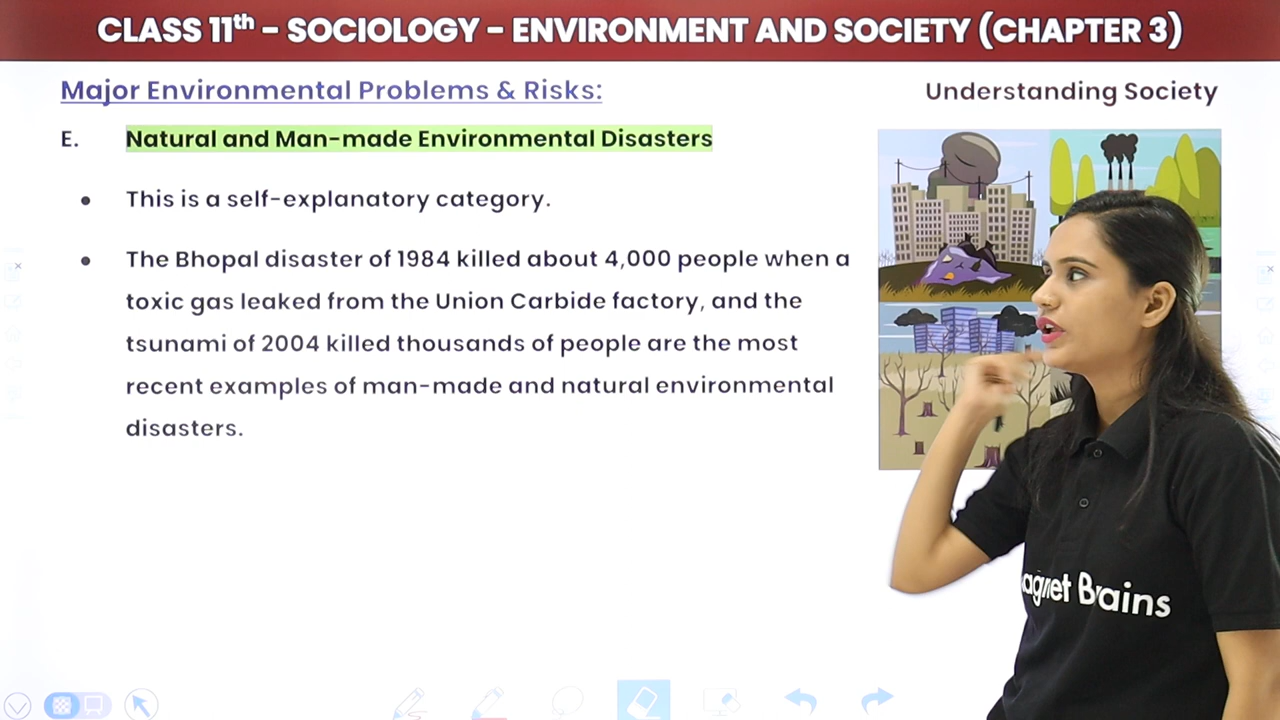 CLASS 11th – SOCIOLOGY – ENVIRONMENT AND SOCIETY (CHAPTER 3)
Major Environmental Problems & Risks:
Understanding Society
E. Natural and Man-made Environmental Disasters
• This is a self-explanatory category.
• The Bhopal disaster of 1984 killed about 4,000 people when a
toxic gas leaked from the Union Carbide factory, and the
tsunami of 2004 killed thousands of people are the most
recent examples of man-made and natural environmental
disasters.
agnet Brains